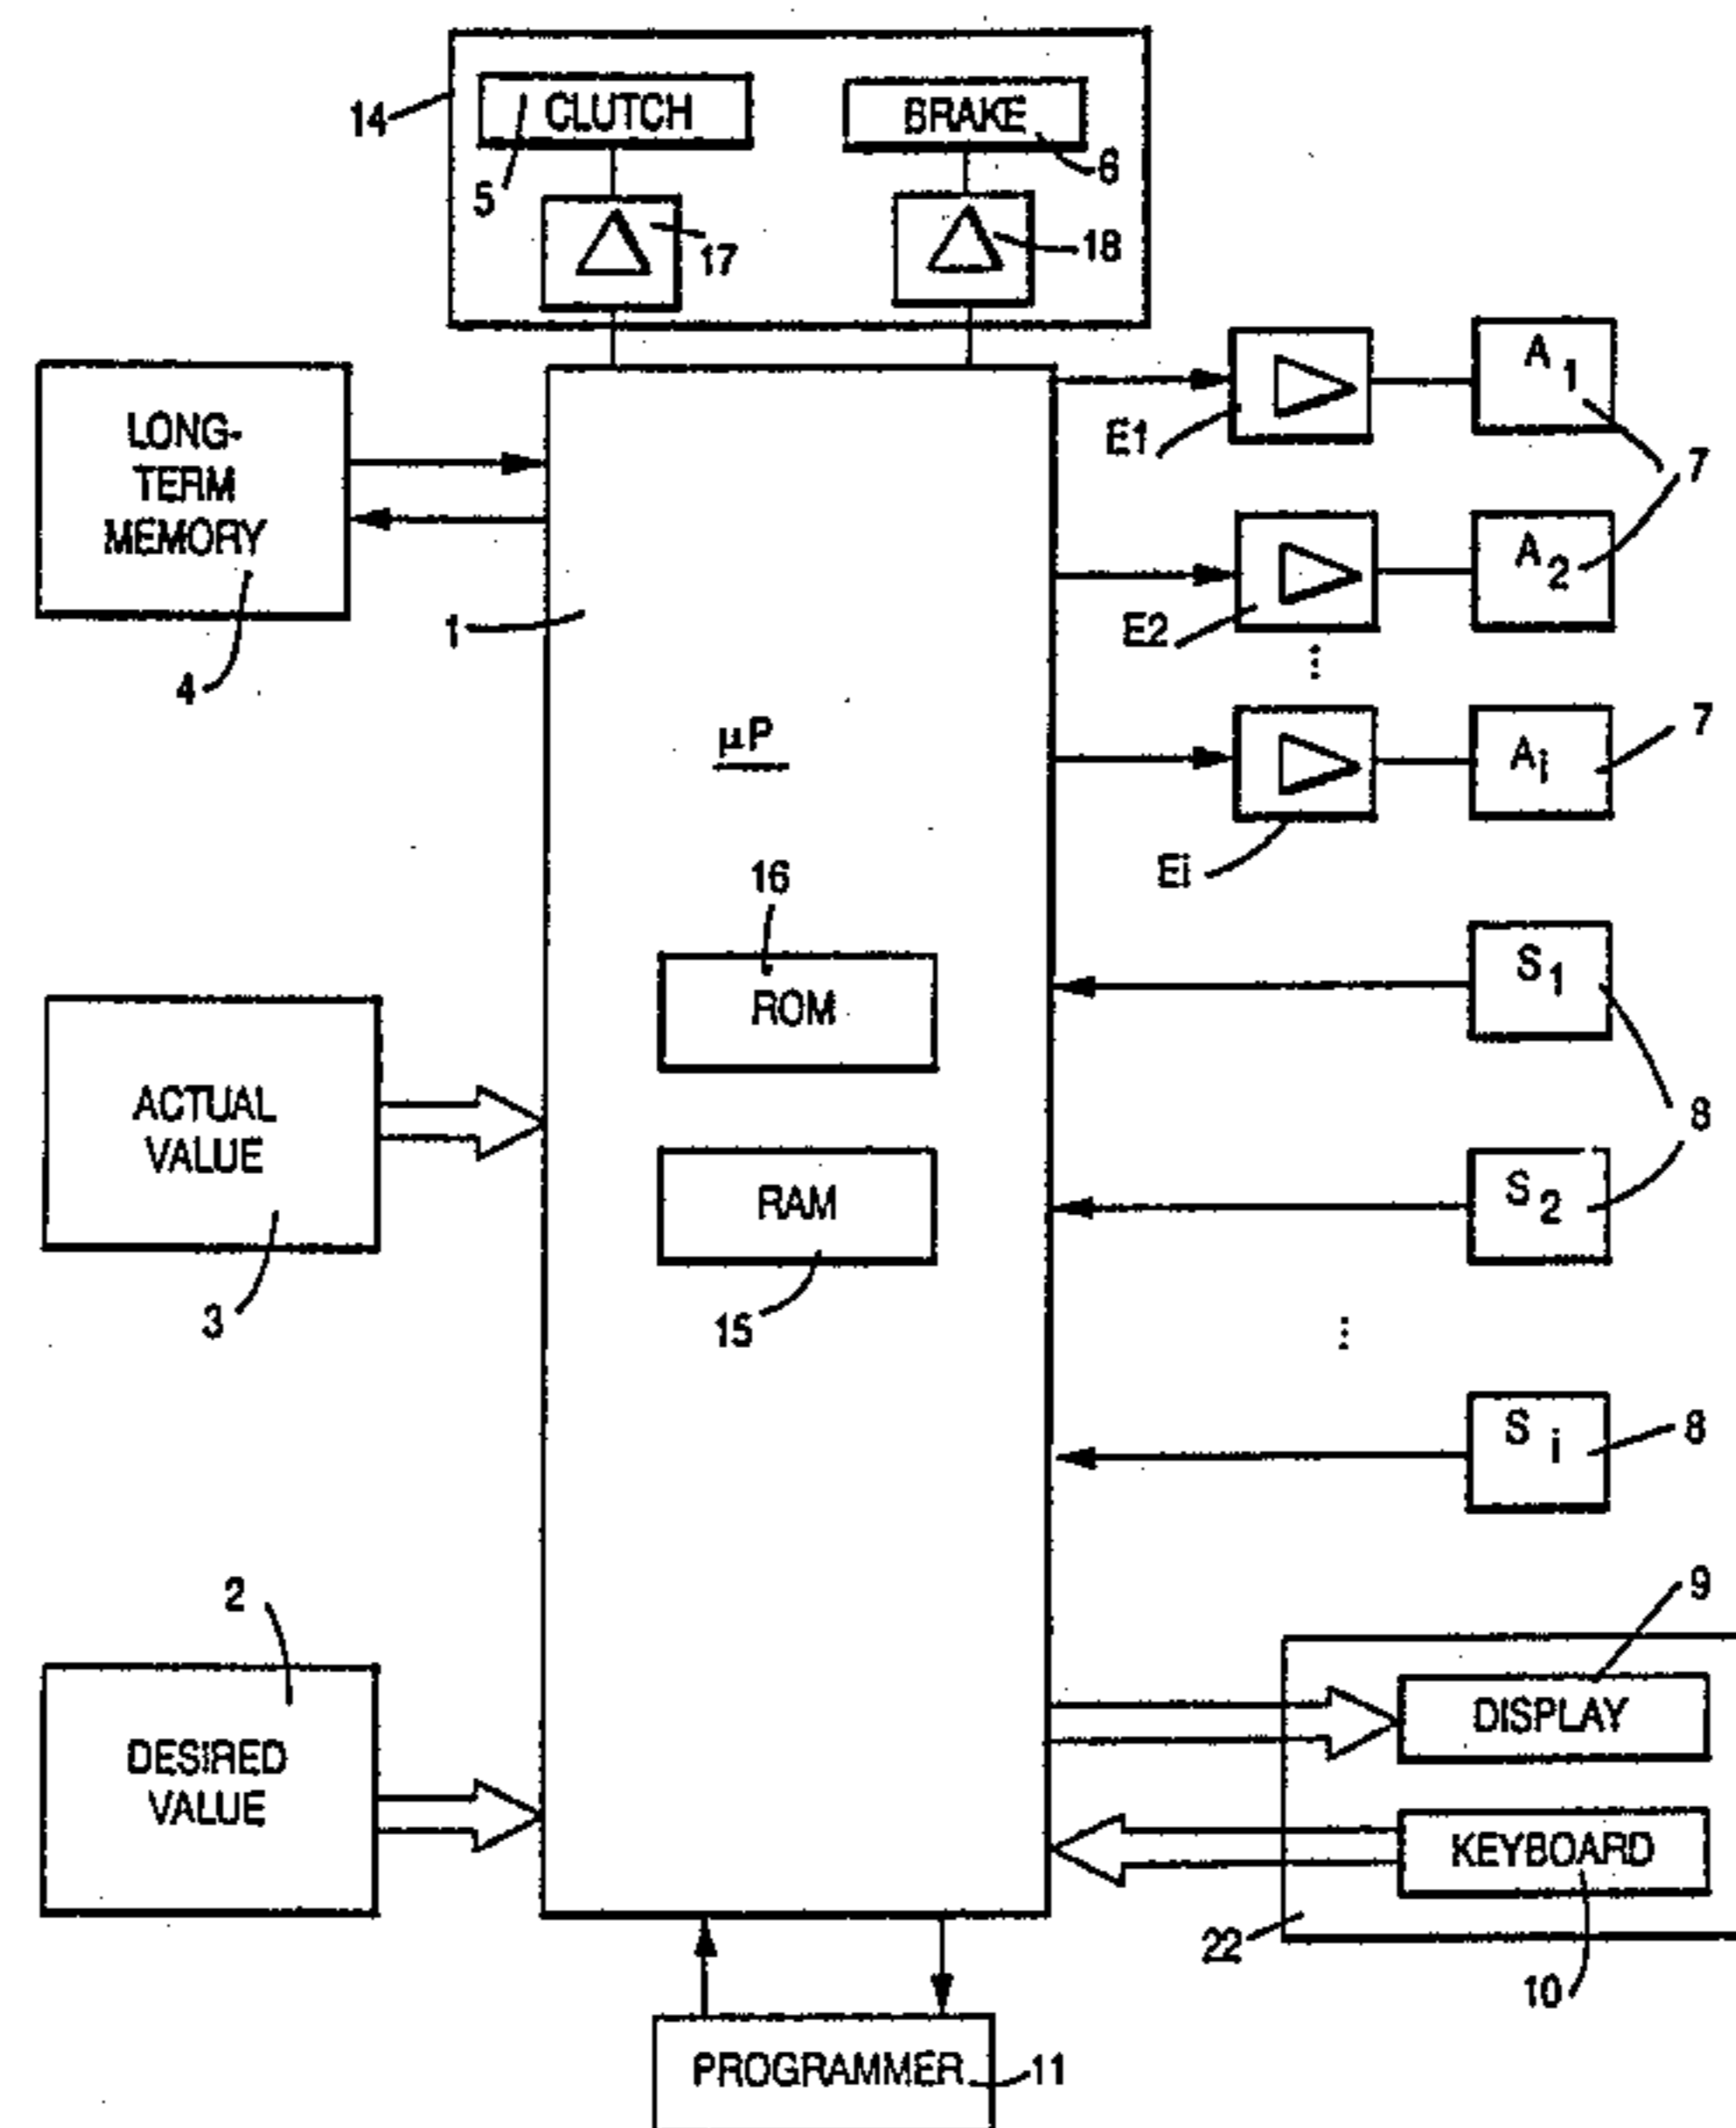 14
CLUTCH
BRAKE
5
6
17
18
LONG-
TERM
MEMORY
4
1
E1
A1
7
E2
A2
⋮
Ei
Ai
7
µP
16
ROM
S1
8
ACTUAL
VALUE
3
RAM
15
S2
⋮
Si
8
2
DESIRED
VALUE
9
DISPLAY
KEYBOARD
22
10
PROGRAMMER
11